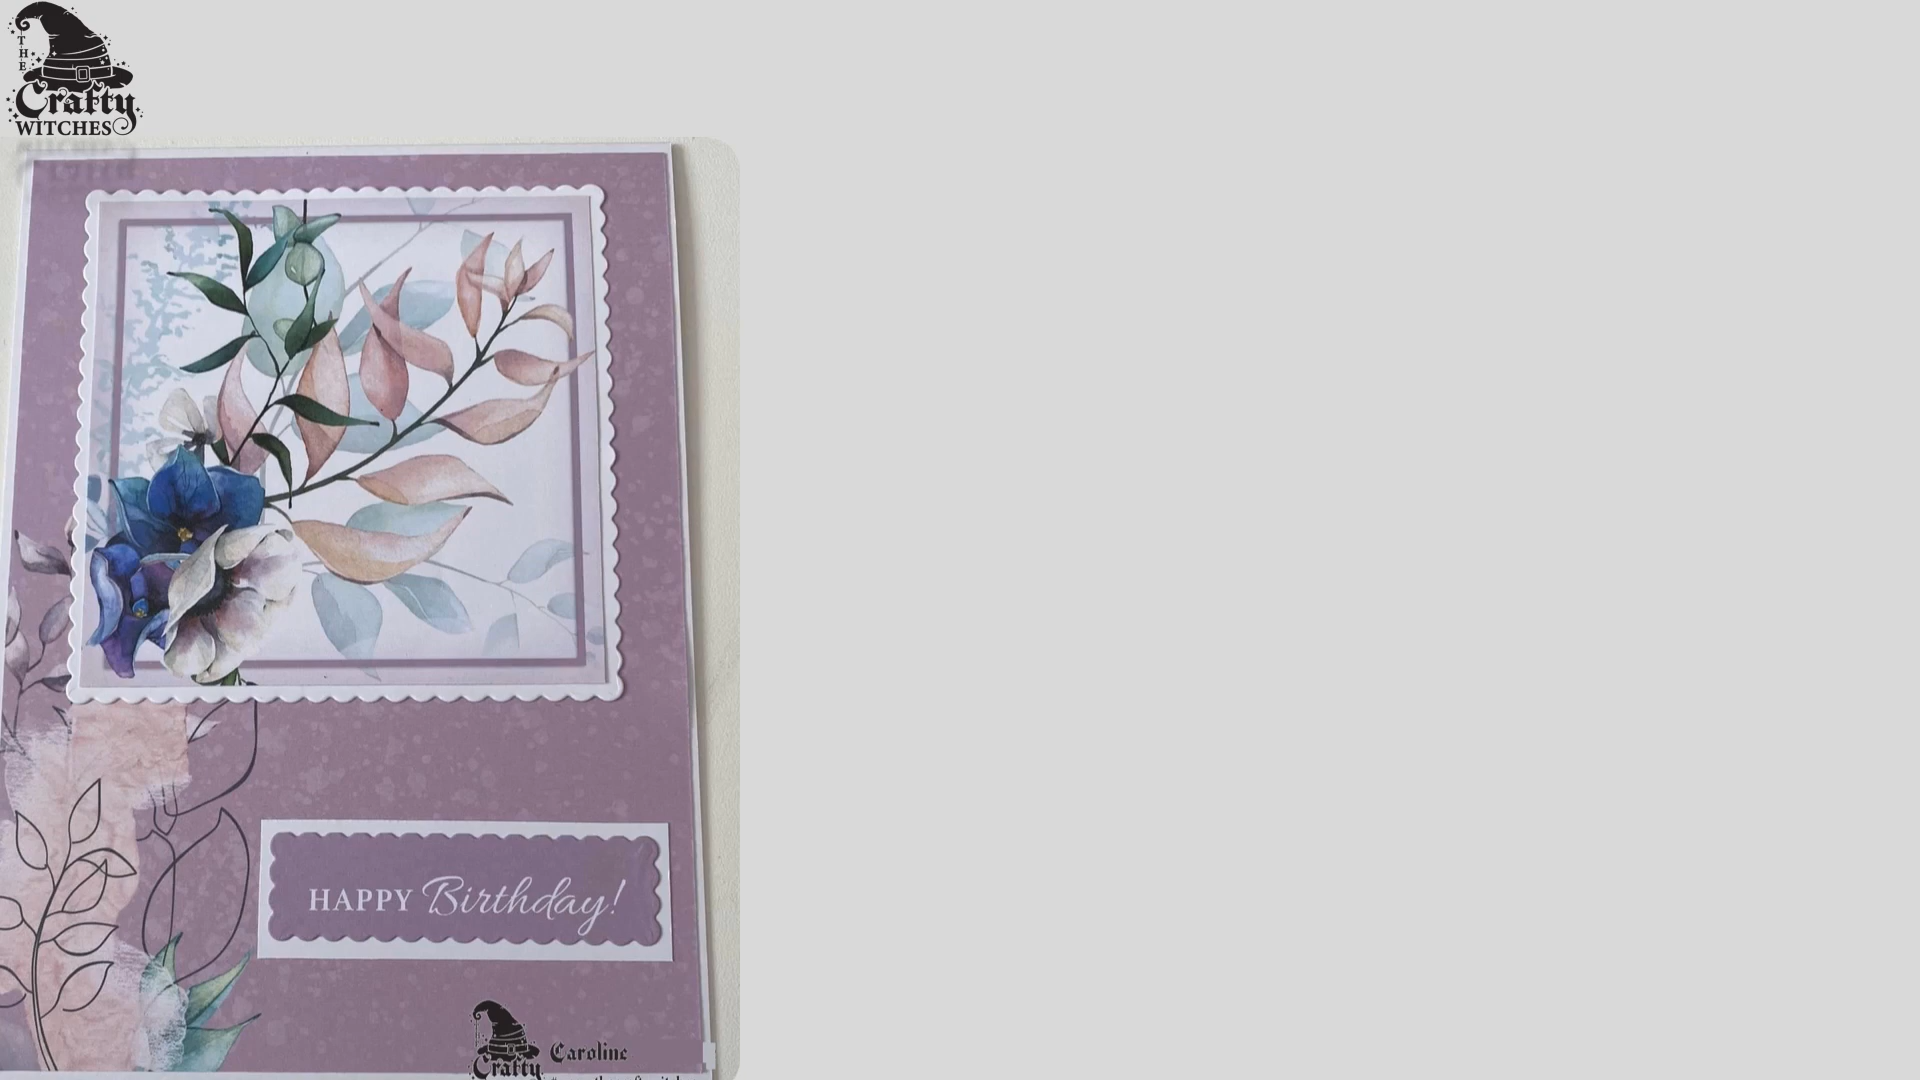 THE
Crafty
WITCHES
HAPPY Birthday!
Caroline
Crafty